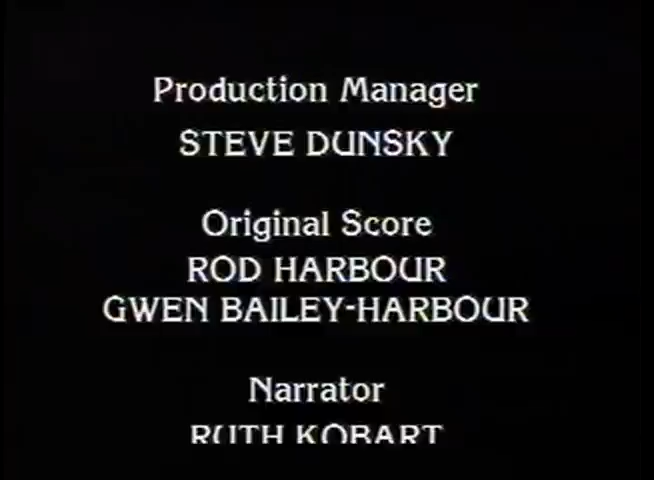 Production Manager
STEVE DUNSKY
Original Score
ROD HARBOUR
GWEN BAILEY-HARBOUR
Narrator
RUTH KOBART